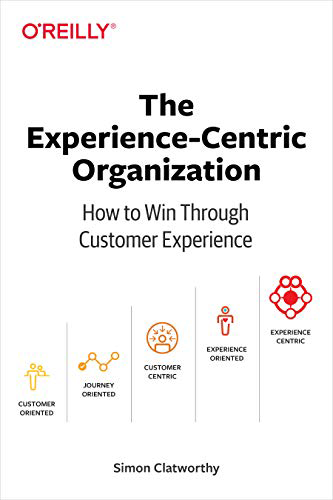 O'REILLY®
The
Experience-Centric
Organization
How to Win Through
Customer Experience
CUSTOMER
ORIENTED
JOURNEY
ORIENTED
CUSTOMER
CENTRIC
EXPERIENCE
ORIENTED
EXPERIENCE
CENTRIC
Simon Clatworthy